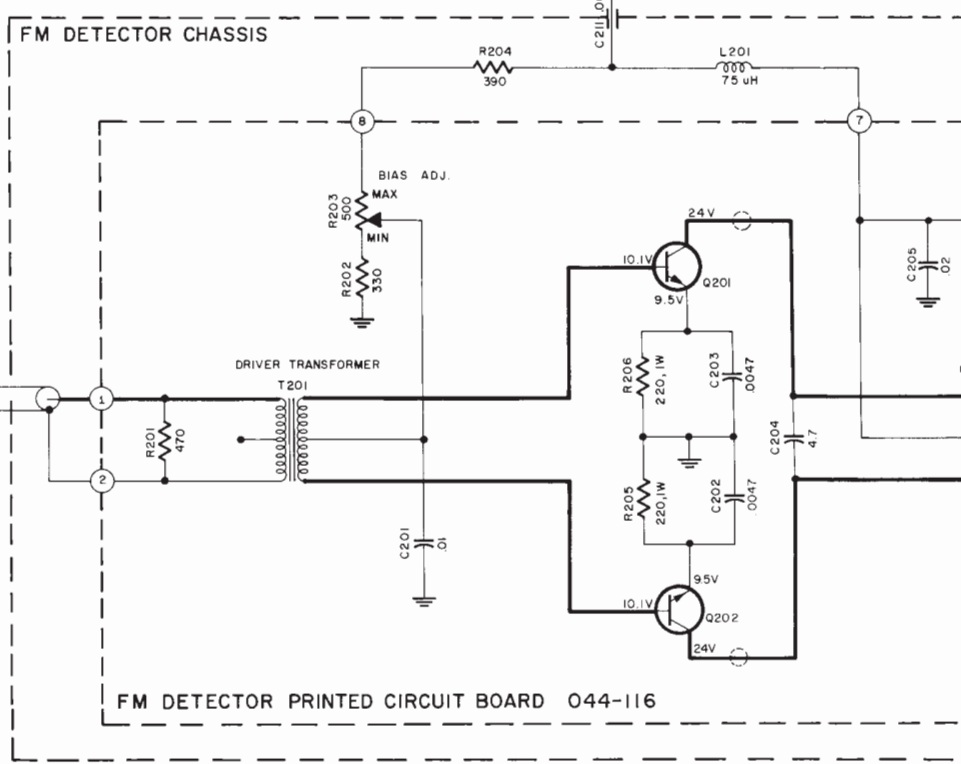 FM DETECTOR CHASSIS
C211 .01
R204
390
L201
75 uH
8
7
BIAS ADJ.
MAX
R203
500
MIN
R202
330
24V
10.1V
Q201
9.5V
C205
.02
DRIVER TRANSFORMER
T201
R206
220, 1W
C203
.0047
1
R201
470
C204
4.7
2
R205
220, 1W
C202
.0047
C201
.01
9.5V
10.1V
Q202
24V
FM DETECTOR PRINTED CIRCUIT BOARD 044-116